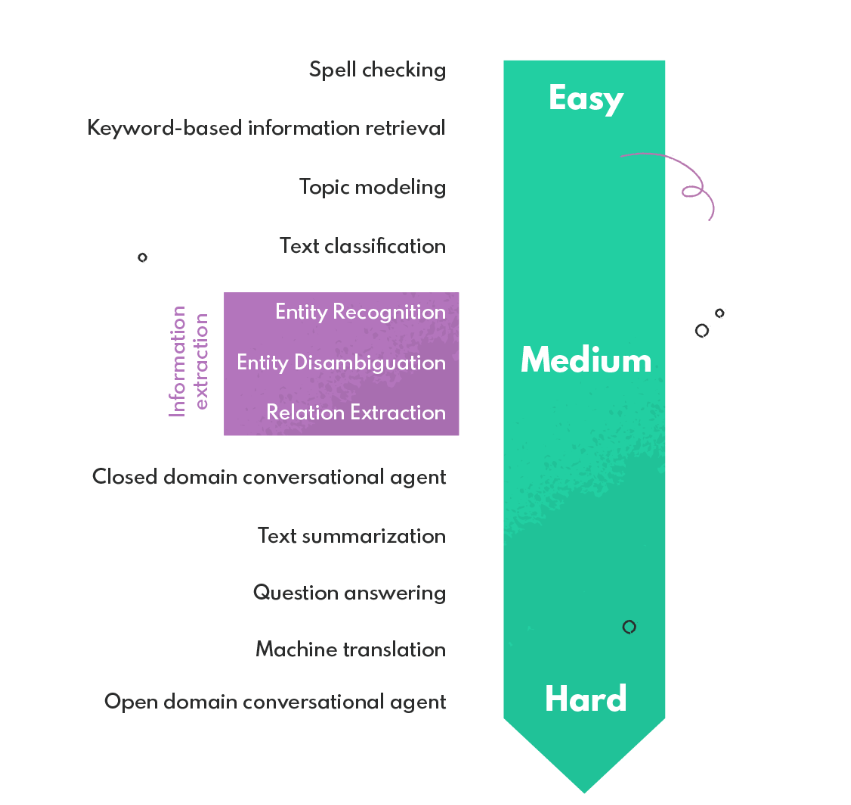 Spell checking
Easy
Keyword-based information retrieval
Topic modeling
Text classification
Information
extraction
Entity Recognition
Entity Disambiguation
Medium
Relation Extraction
Closed domain conversational agent
Text summarization
Question answering
Machine translation
Open domain conversational agent
Hard